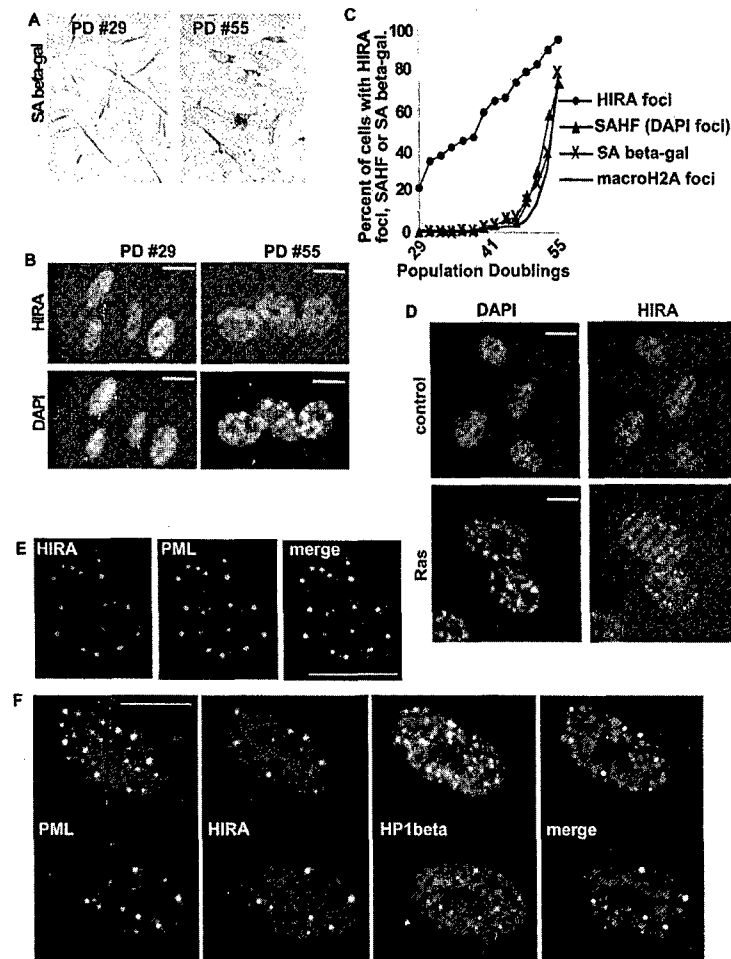 A
PD #29 PD #55
SA beta-gal
C
Percent of cells with HIRA
foci, SAHF or SA beta-gal.
100
80
60
40
20
0
29 41 55
Population Doublings
HIRA foci
SAHF (DAPI foci)
SA beta-gal
macroH2A foci
B
PD #29 PD #55
HIRA
DAPI
D
DAPI HIRA
control
Ras
E
HIRA PML merge
F
PML HIRA HP1beta merge